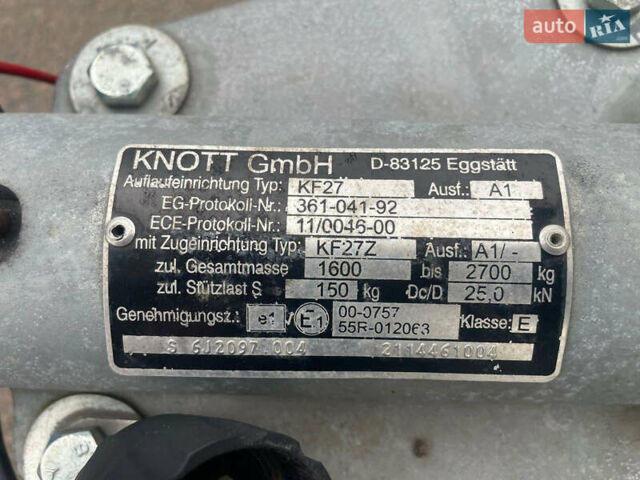 auto RIA
KNOTT GmbH D-83125 Eggstätt
Auflaufeinrichtung Typ: KF27 Ausf.: A1
EG-Protokoll-Nr.: 361-041-92
ECE-Protokoll-Nr.: 11/0046-00
mit Zugeinrichtung Typ: KF27Z Ausf.: A1/-
zul. Gesamtmasse 1600 bis 2700 kg
zul. Stützlast S 150 kg Dc/D 25,0 kN
Genehmigungsz.: e1 / E1 00-0757 Klasse: E
55R-012063
S 6J2097.004 2114461004